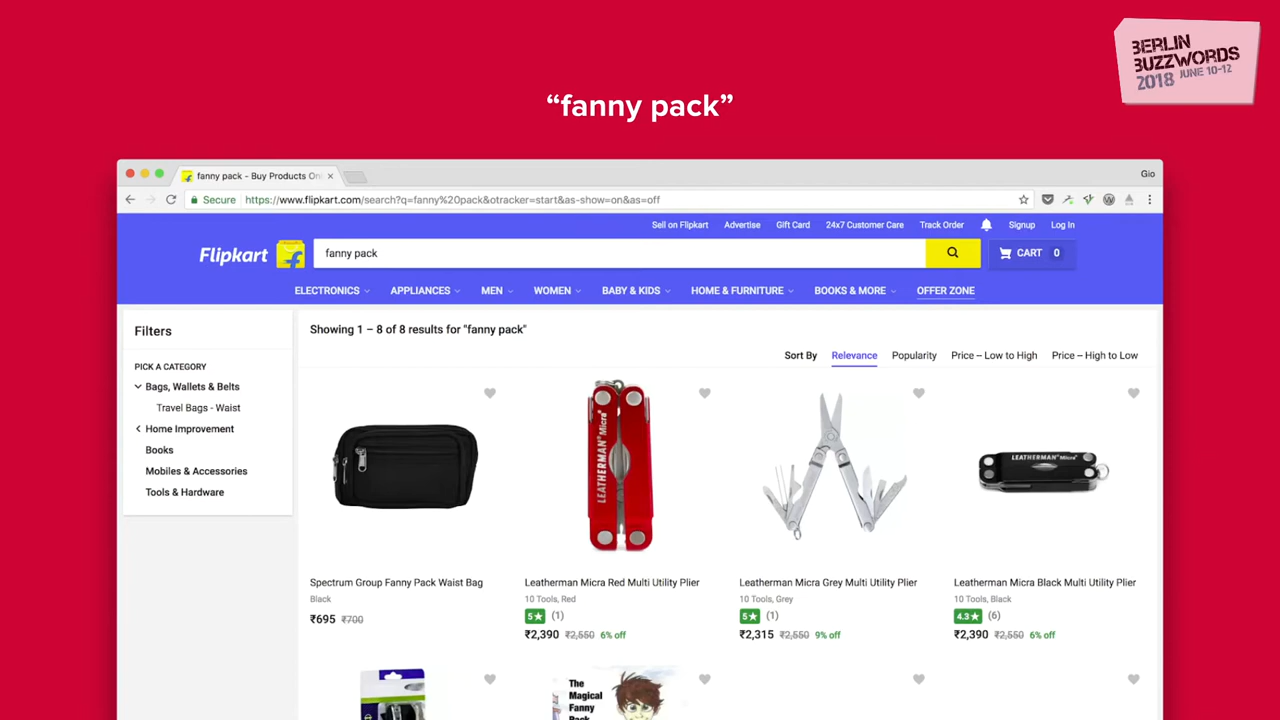 BERLIN
BUZZWORDS
2018 JUNE 10-12
“fanny pack”
fanny pack - Buy Products Onl
Gio
Secure https://www.flipkart.com/search?q=fanny%20pack&otracker=start&as-show=on&as=off
Sell on Flipkart Advertise Gift Card 24x7 Customer Care Track Order Signup Log In
Flipkart
fanny pack
CART 0
ELECTRONICS APPLIANCES MEN WOMEN BABY & KIDS HOME & FURNITURE BOOKS & MORE OFFER ZONE
Filters
PICK A CATEGORY
Bags, Wallets & Belts
Travel Bags - Waist
Home Improvement
Books
Mobiles & Accessories
Tools & Hardware
Showing 1 – 8 of 8 results for "fanny pack"
Sort By Relevance Popularity Price -- Low to High Price -- High to Low
LEATHERMAN® Micra
LEATHERMAN® Micra
Spectrum Group Fanny Pack Waist Bag
Black
₹695 ₹700
Leatherman Micra Red Multi Utility Plier
10 Tools, Red
5★ (1)
₹2,390 ₹2,550 6% off
Leatherman Micra Grey Multi Utility Plier
10 Tools, Grey
5★ (1)
₹2,315 ₹2,550 9% off
Leatherman Micra Black Multi Utility Plier
10 Tools, Black
4.3★ (6)
₹2,390 ₹2,550 6% off
The
Magical
Fanny
Pack